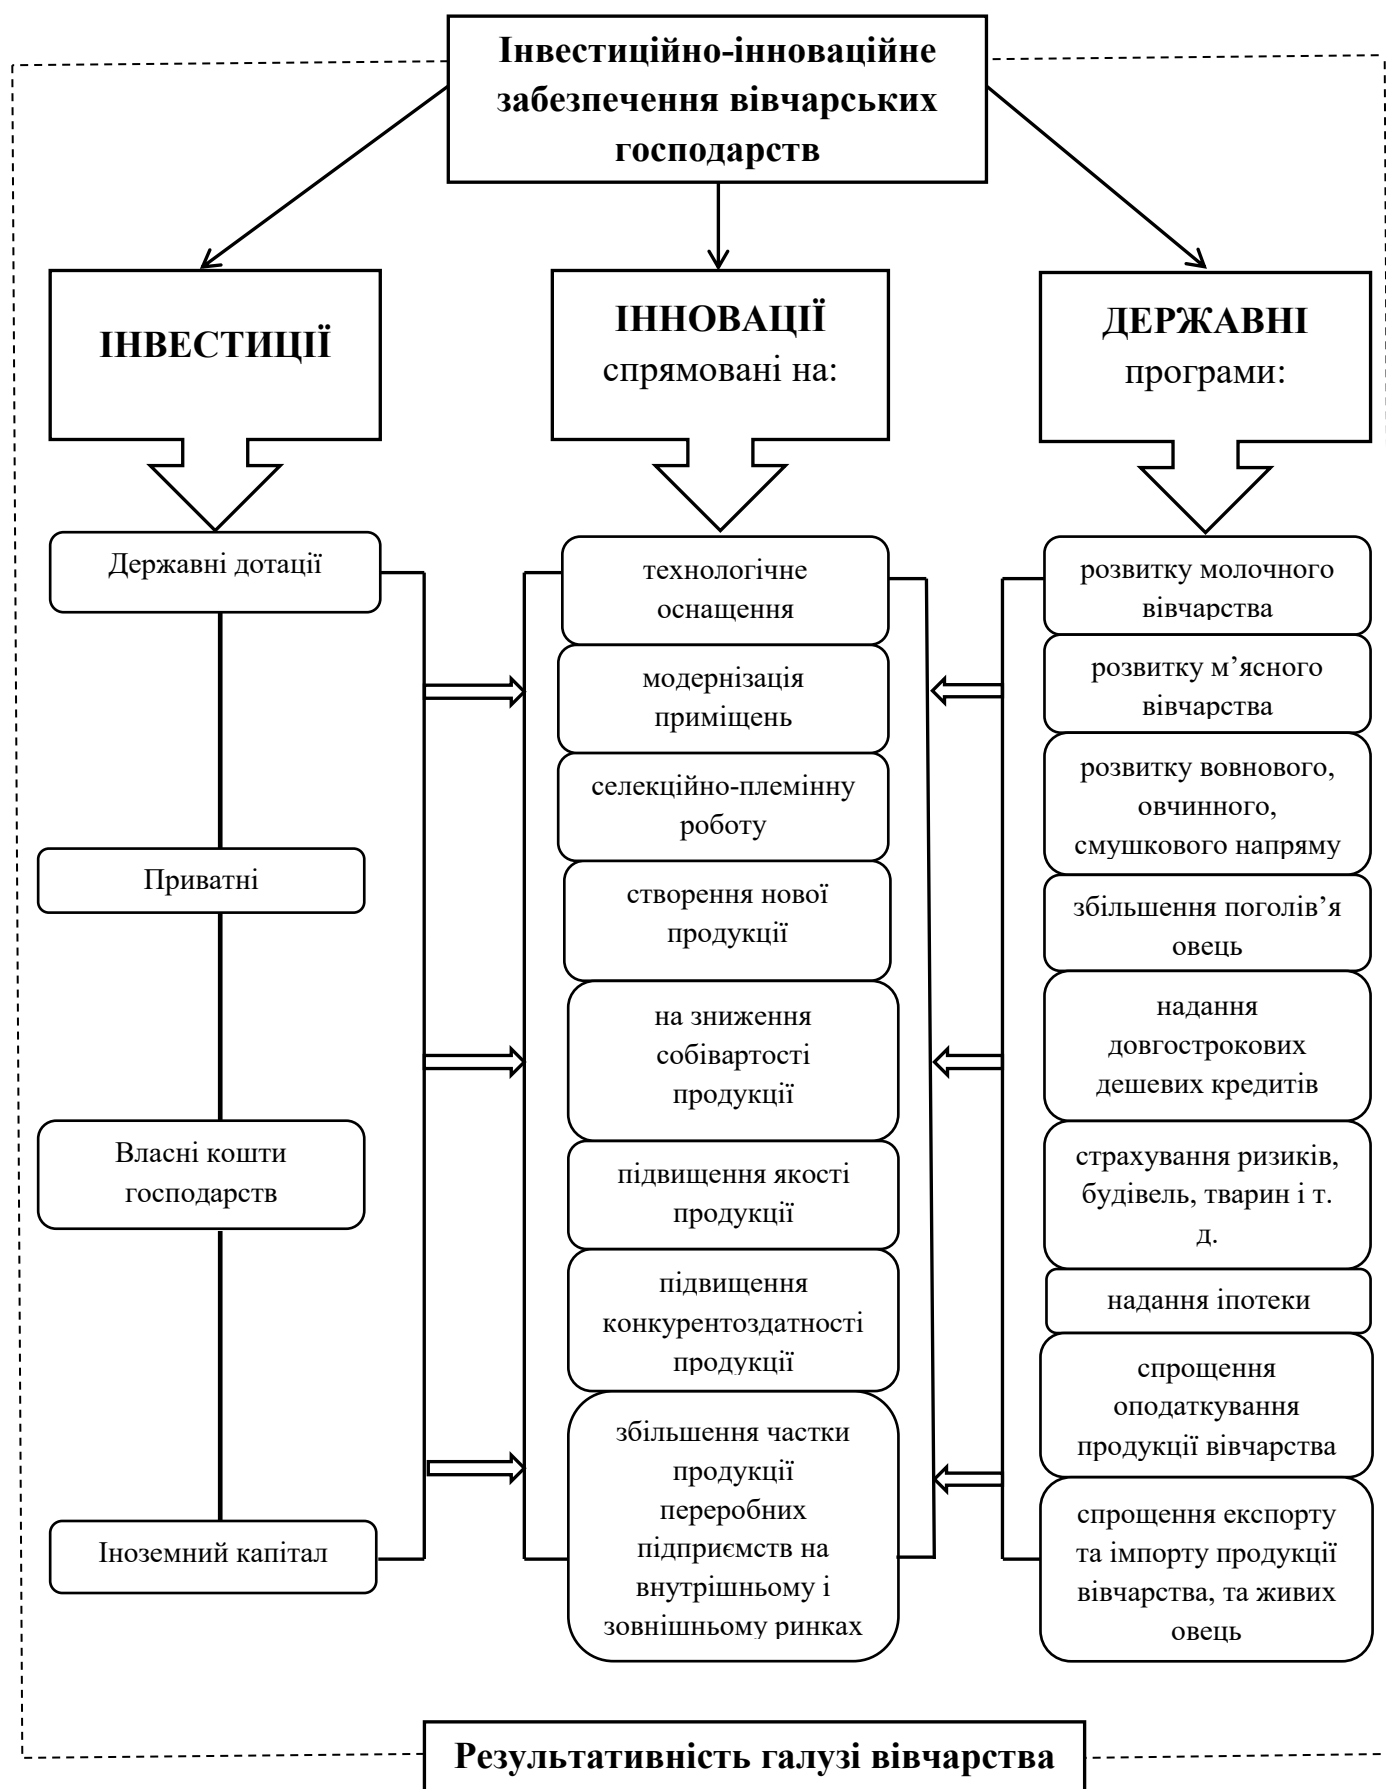 Інвестиційно-інноваційне
забезпечення вівчарських
господарств
ІНВЕСТИЦІЇ
ІННОВАЦІЇ
спрямовані на:
ДЕРЖАВНІ
програми:
Державні дотації
Приватні
Власні кошти
господарств
Іноземний капітал
технологічне
оснащення
модернізація
приміщень
селекційно-племінну
роботу
створення нової
продукції
на зниження
собівартості
продукції
підвищення якості
продукції
підвищення
конкурентоздатності
продукції
збільшення частки
продукції
переробних
підприємств на
внутрішньому і
зовнішньому ринках
розвитку молочного
вівчарства
розвитку м’ясного
вівчарства
розвитку вовнового,
овчинного,
смушкового напряму
збільшення поголів’я
овець
надання
довгострокових
дешевих кредитів
страхування ризиків,
будівель, тварин і т.
д.
надання іпотеки
спрощення
оподаткування
продукції вівчарства
спрощення експорту
та імпорту продукції
вівчарства, та живих
овець
Результативність галузі вівчарства